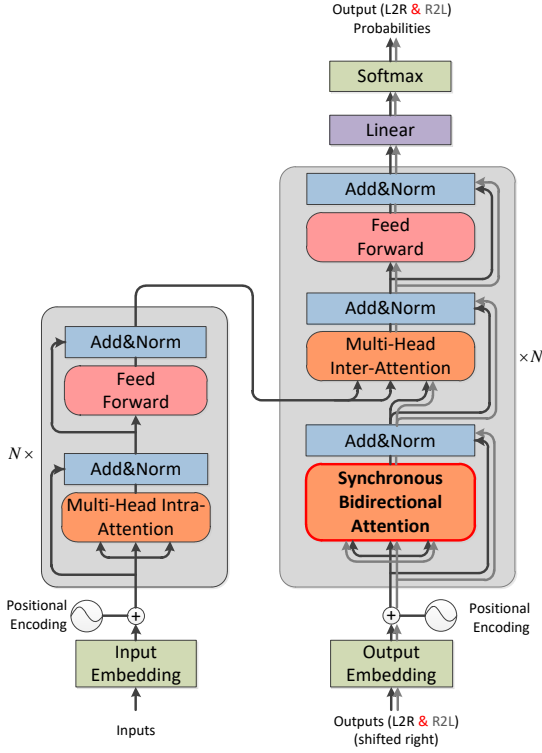 Output (L2R & R2L)
Probabilities
Softmax
Linear
Add&Norm
Feed
Forward
Add&Norm
Multi-Head
Inter-Attention
× N
Add&Norm
Synchronous
Bidirectional
Attention
Positional
Encoding
Output
Embedding
Outputs (L2R & R2L)
(shifted right)
Add&Norm
Feed
Forward
N ×
Add&Norm
Multi-Head Intra-
Attention
Positional
Encoding
Input
Embedding
Inputs